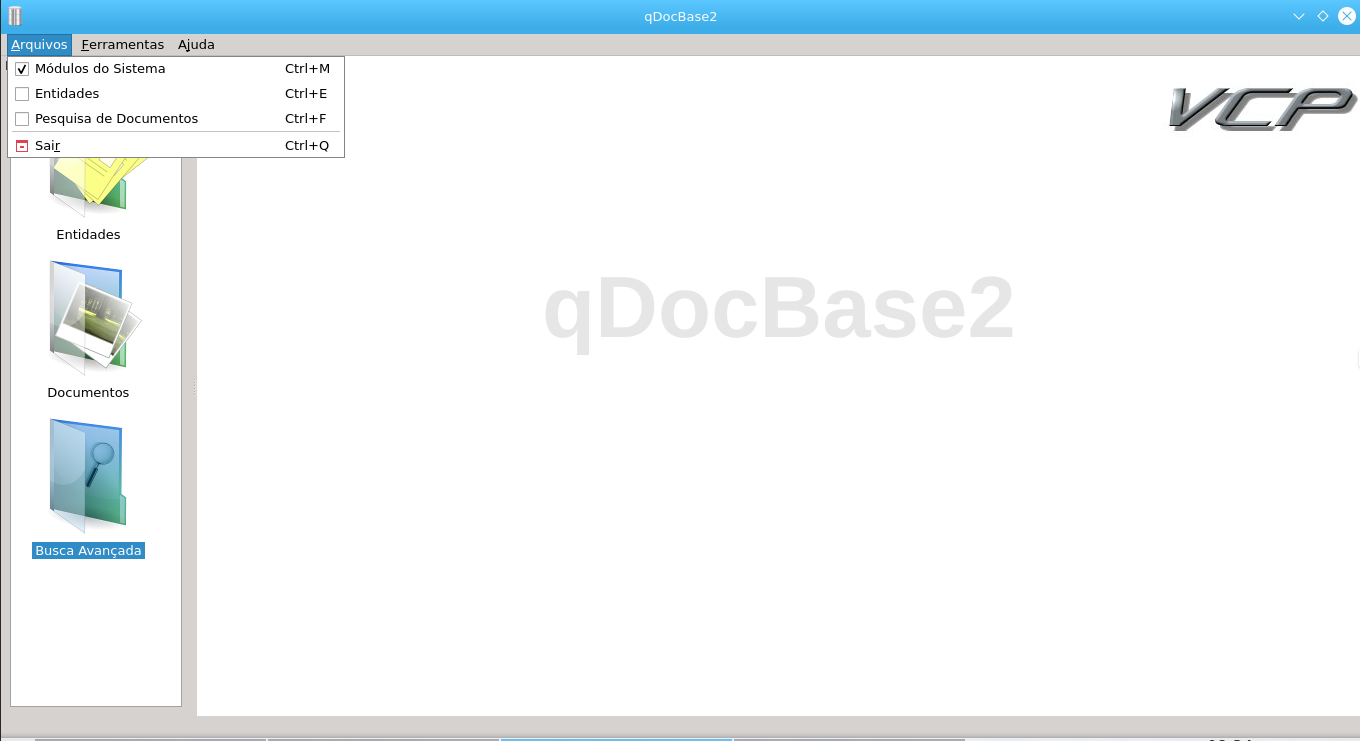 qDocBase2
Arquivos Ferramentas Ajuda
Módulos do Sistema Ctrl+M
Entidades Ctrl+E
Pesquisa de Documentos Ctrl+F
Sair Ctrl+Q
VCP
Entidades
qDocBase2
Documentos
Busca Avançada